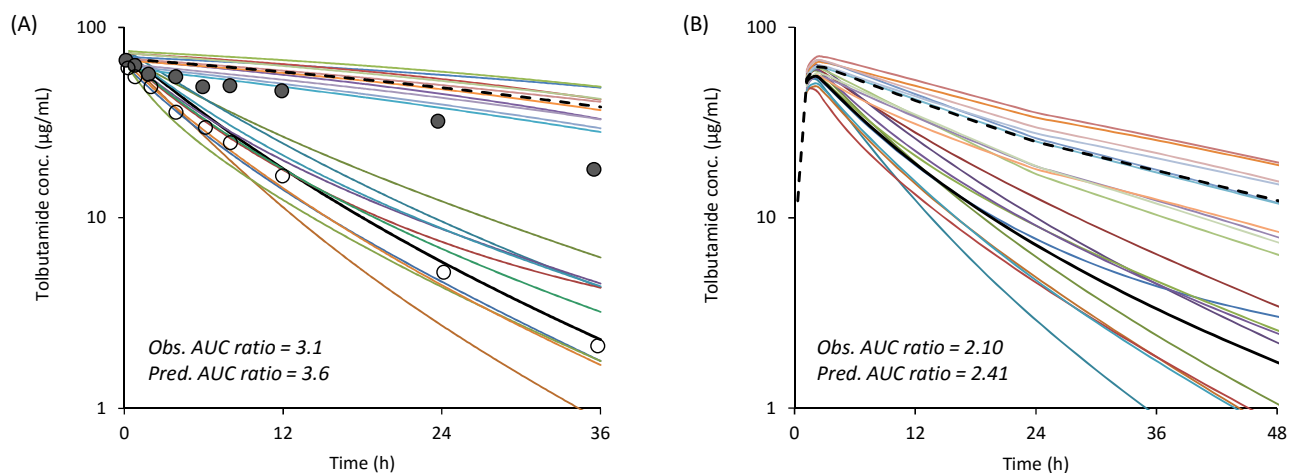 (A)
Tolbutamide conc. (µg/mL)
100
10
1
Obs. AUC ratio = 3.1
Pred. AUC ratio = 3.6
0
12
24
36
Time (h)
(B)
Tolbutamide conc. (µg/mL)
100
10
1
Obs. AUC ratio = 2.10
Pred. AUC ratio = 2.41
0
12
24
36
48
Time (h)